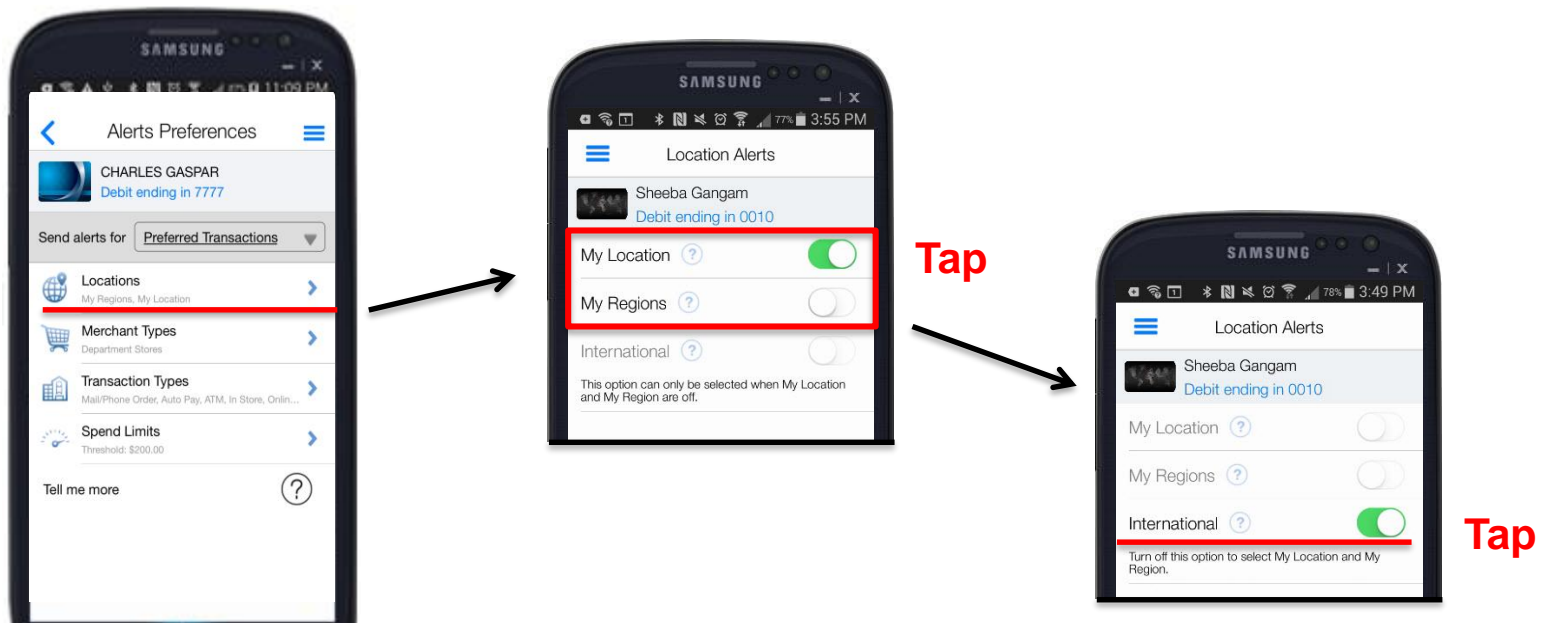 SAMSUNG
11:09 PM
Alerts Preferences
CHARLES GASPAR
Debit ending in 7777
Send alerts for Preferred Transactions
Locations
My Regions, My Location
Merchant Types
Department Stores
Transaction Types
Mail/Phone Order, Auto Pay, ATM, In Store, Onlin...
Spend Limits
Threshold: $200.00
Tell me more ?
SAMSUNG
1 77% 3:55 PM
Location Alerts
Sheeba Gangam
Debit ending in 0010
My Location ?
My Regions ?
International ?
This option can only be selected when My Location
and My Region are off.
Tap
SAMSUNG
1 78% 3:49 PM
Location Alerts
Sheeba Gangam
Debit ending in 0010
My Location ?
My Regions ?
International ?
Turn off this option to select My Location and My
Region.
Tap